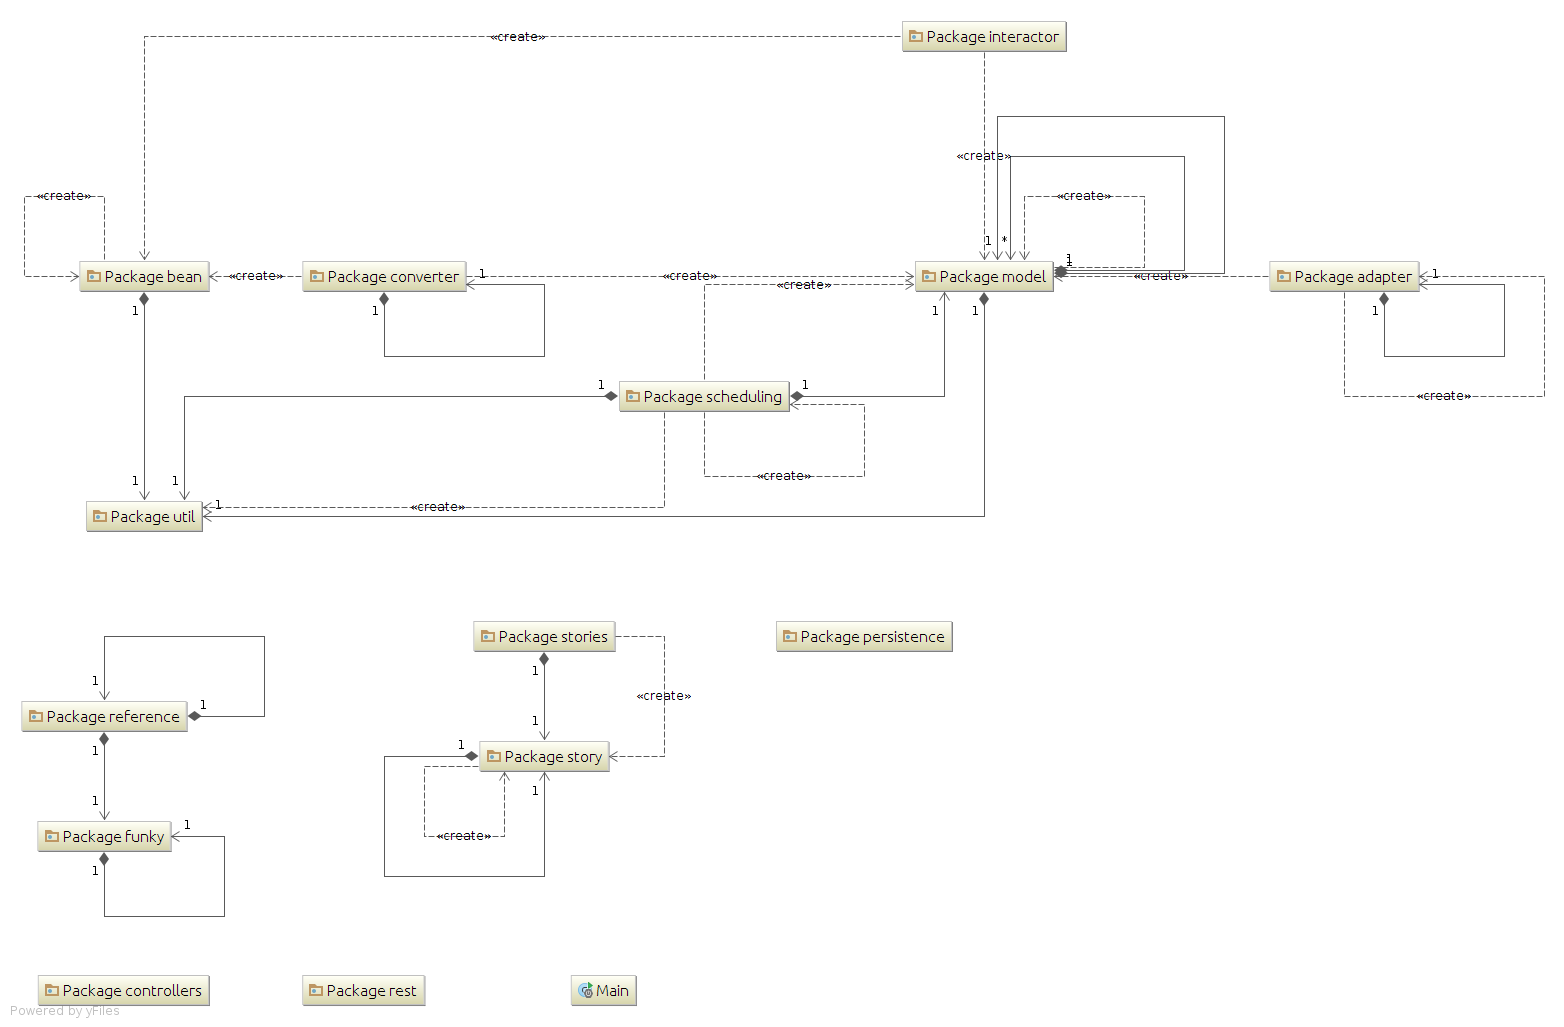 «create»
Package interactor
«create»
«create»
«create»
1
*
1
1
Package bean
«create»
Package converter
1
«create»
Package model
«create»
Package adapter
1
«create»
1
1
1
1
1
1
Package scheduling
1
«create»
«create»
1
1
1
«create»
Package util
Package stories
Package persistence
1
1
«create»
1
Package reference
1
1
1
1
Package story
1
1
Package funky
1
«create»
1
Package controllers
Package rest
Main
Powered by yFiles